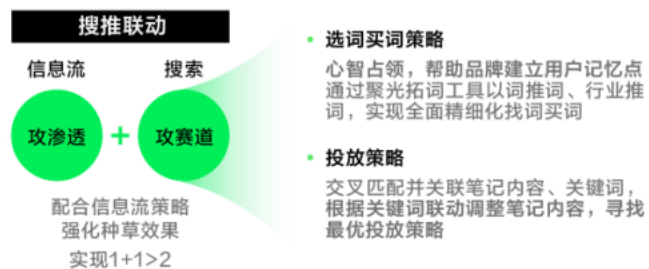 搜推联动
信息流
搜索
攻渗透
+
攻赛道
配合信息流策略
强化种草效果
实现1+1>2
• 选词买词策略
心智占领，帮助品牌建立用户记忆点
通过聚光拓词工具以词推词、行业推
词，实现全面精细化找词买词
• 投放策略
交叉匹配并关联笔记内容、关键词，
根据关键词联动调整笔记内容，寻找
最优投放策略